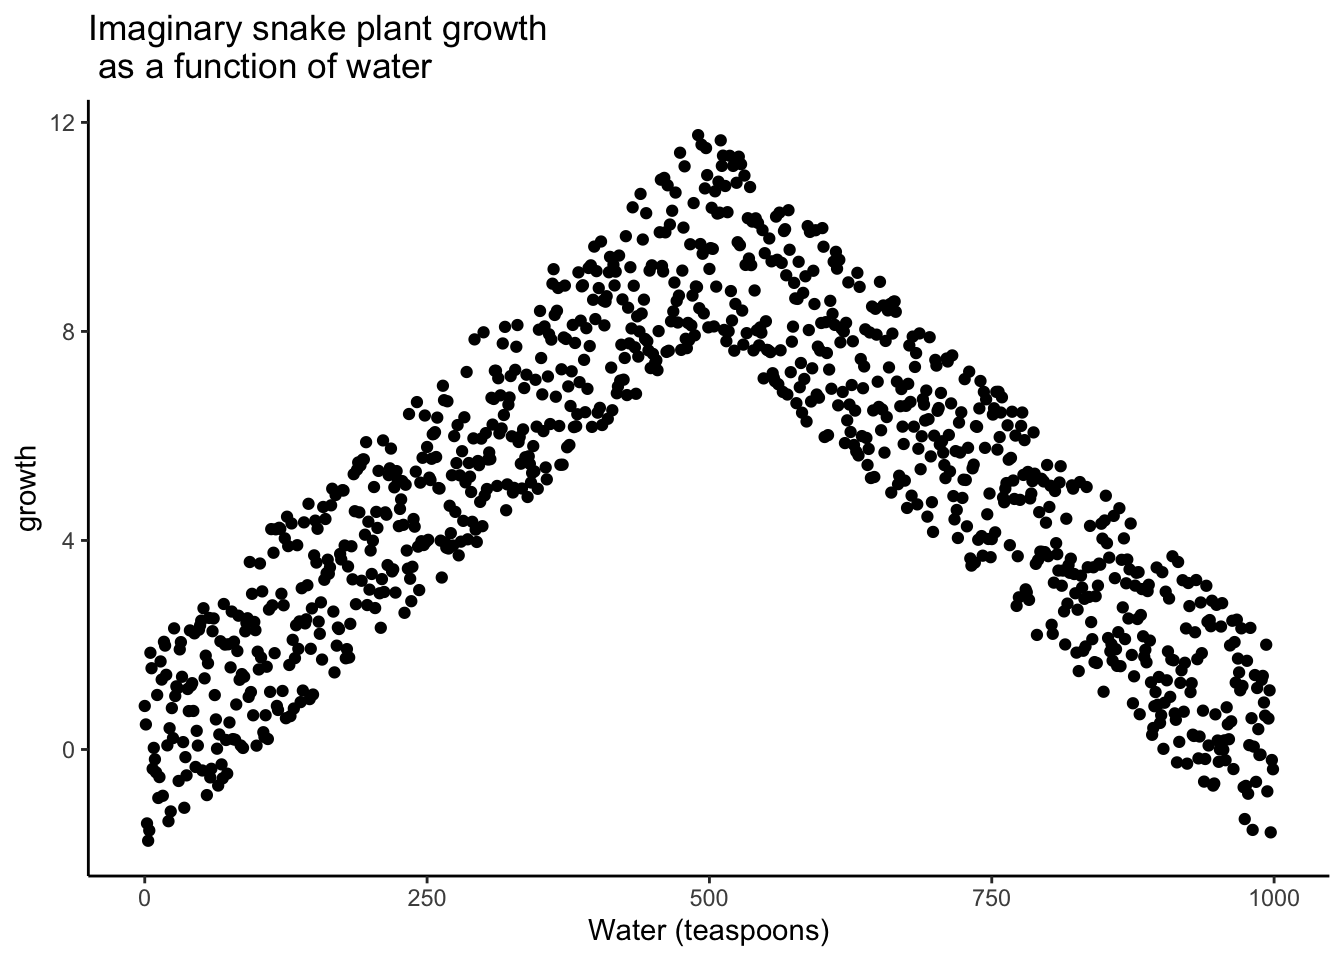 Imaginary snake plant growth
as a function of water
12
8
4
0
growth
0 250 500 750 1000
Water (teaspoons)